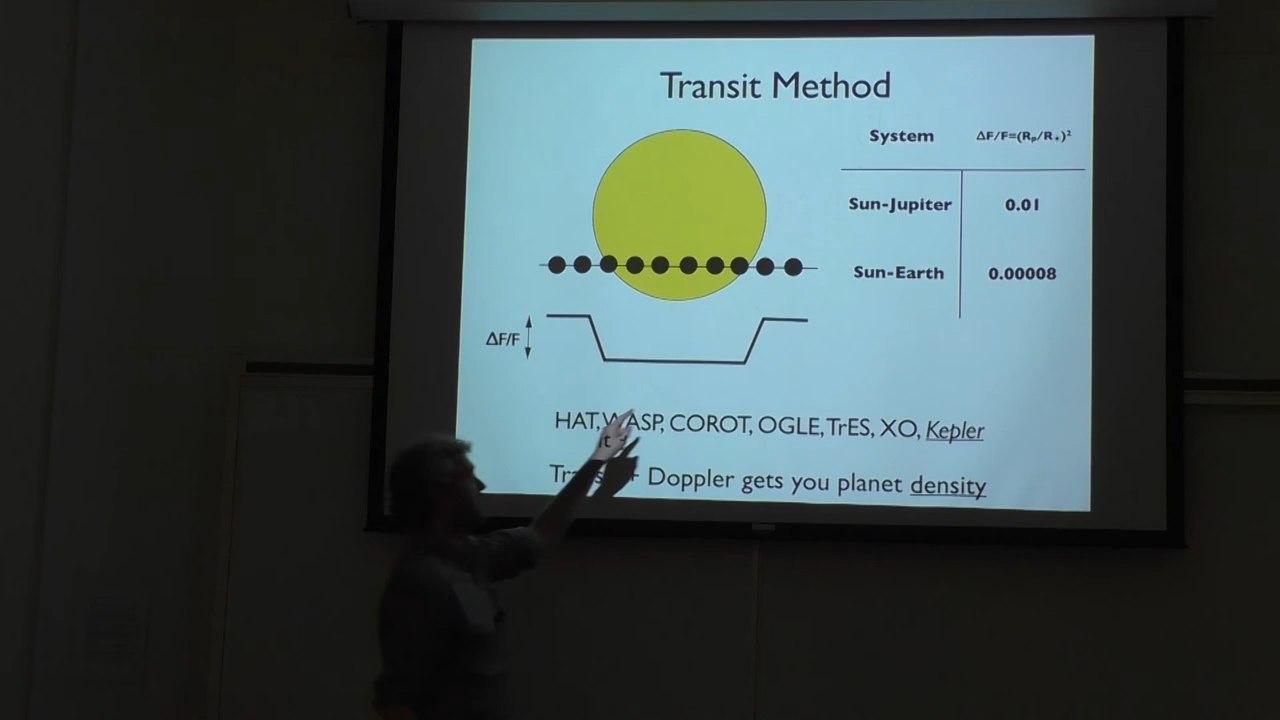 Transit Method
System ΔF/F=(Rₚ/R⋆)²
Sun-Jupiter 0.01
Sun-Earth 0.00008
ΔF/F
HAT, WASP, COROT, OGLE, TrES, XO, Kepler
Doppler gets you planet density